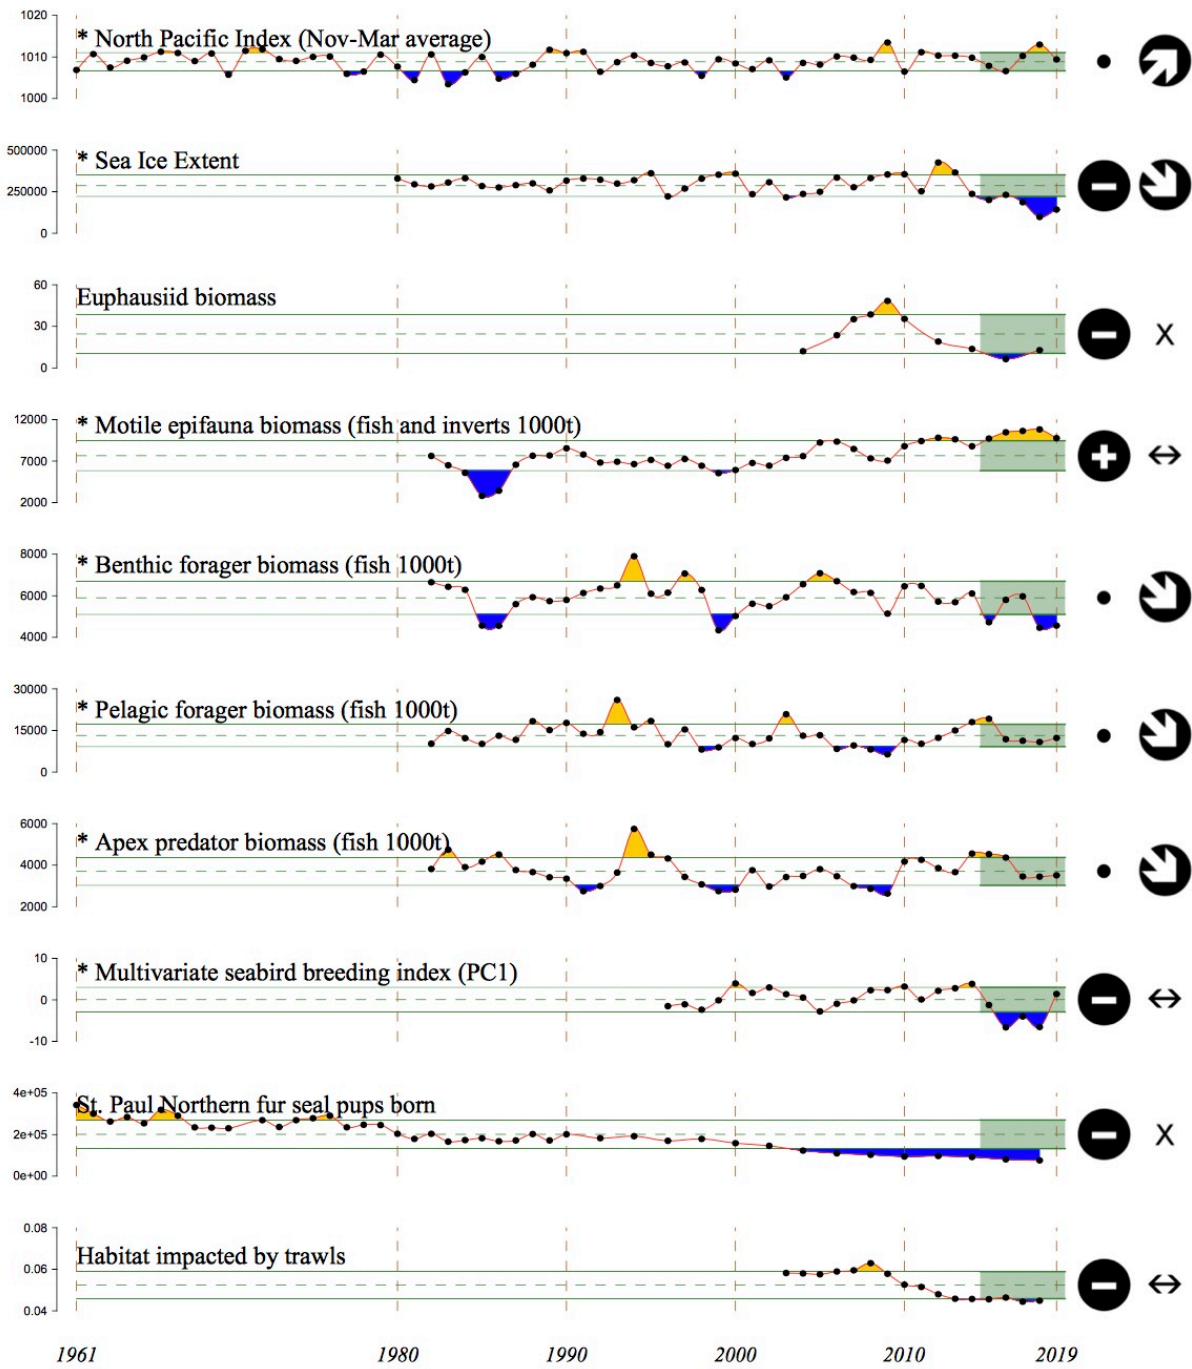 1020
* North Pacific Index (Nov-Mar average)
1010
1000
500000
* Sea Ice Extent
250000
0
60
Euphausiid biomass
30
X
0
12000
* Motile epifauna biomass (fish and inverts 1000t)
7000
2000
8000
* Benthic forager biomass (fish 1000t)
6000
4000
30000
* Pelagic forager biomass (fish 1000t)
15000
0
6000
* Apex predator biomass (fish 1000t)
4000
2000
10
* Multivariate seabird breeding index (PC1)
0
-10
4e+05
St. Paul Northern fur seal pups born
2e+05
X
0e+00
0.08
Habitat impacted by trawls
0.06
0.04
1961 1980 1990 2000 2010 2019